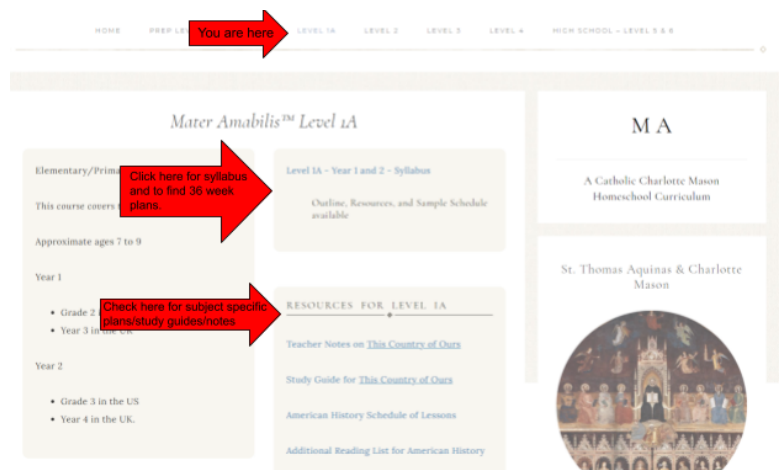 HOME PREP LE You are here LEVEL 1A LEVEL 2 LEVEL 3 LEVEL 4 HIGH SCHOOL – LEVEL 5 & 6
Mater Amabilis™ Level 1A
Elementary/Prima
Click here for syllabus
and to find 36 week
plans.
This course covers
Approximate ages 7 to 9
Year 1
Grade 2
Check here for subject specific
plans/study guides/notes
Year 3 in the UK
Year 2
Grade 3 in the US
Year 4 in the UK.
Level 1A - Year 1 and 2 - Syllabus
Outline, Resources, and Sample Schedule
available
RESOURCES FOR LEVEL 1A
Teacher Notes on This Country of Ours
Study Guide for This Country of Ours
American History Schedule of Lessons
Additional Reading List for American History
M A
A Catholic Charlotte Mason
Homeschool Curriculum
St. Thomas Aquinas & Charlotte
Mason